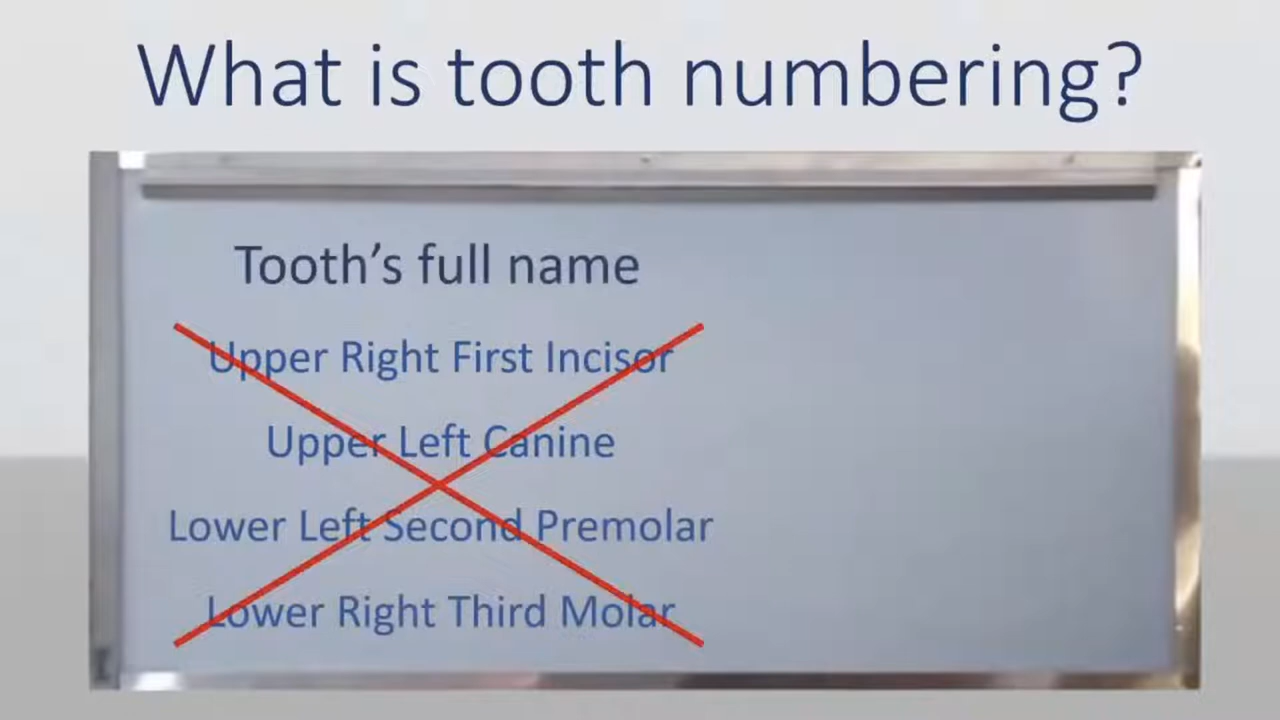 What is tooth numbering?
Tooth's full name
Upper Right First Incisor
Upper Left Canine
Lower Left Second Premolar
Lower Right Third Molar